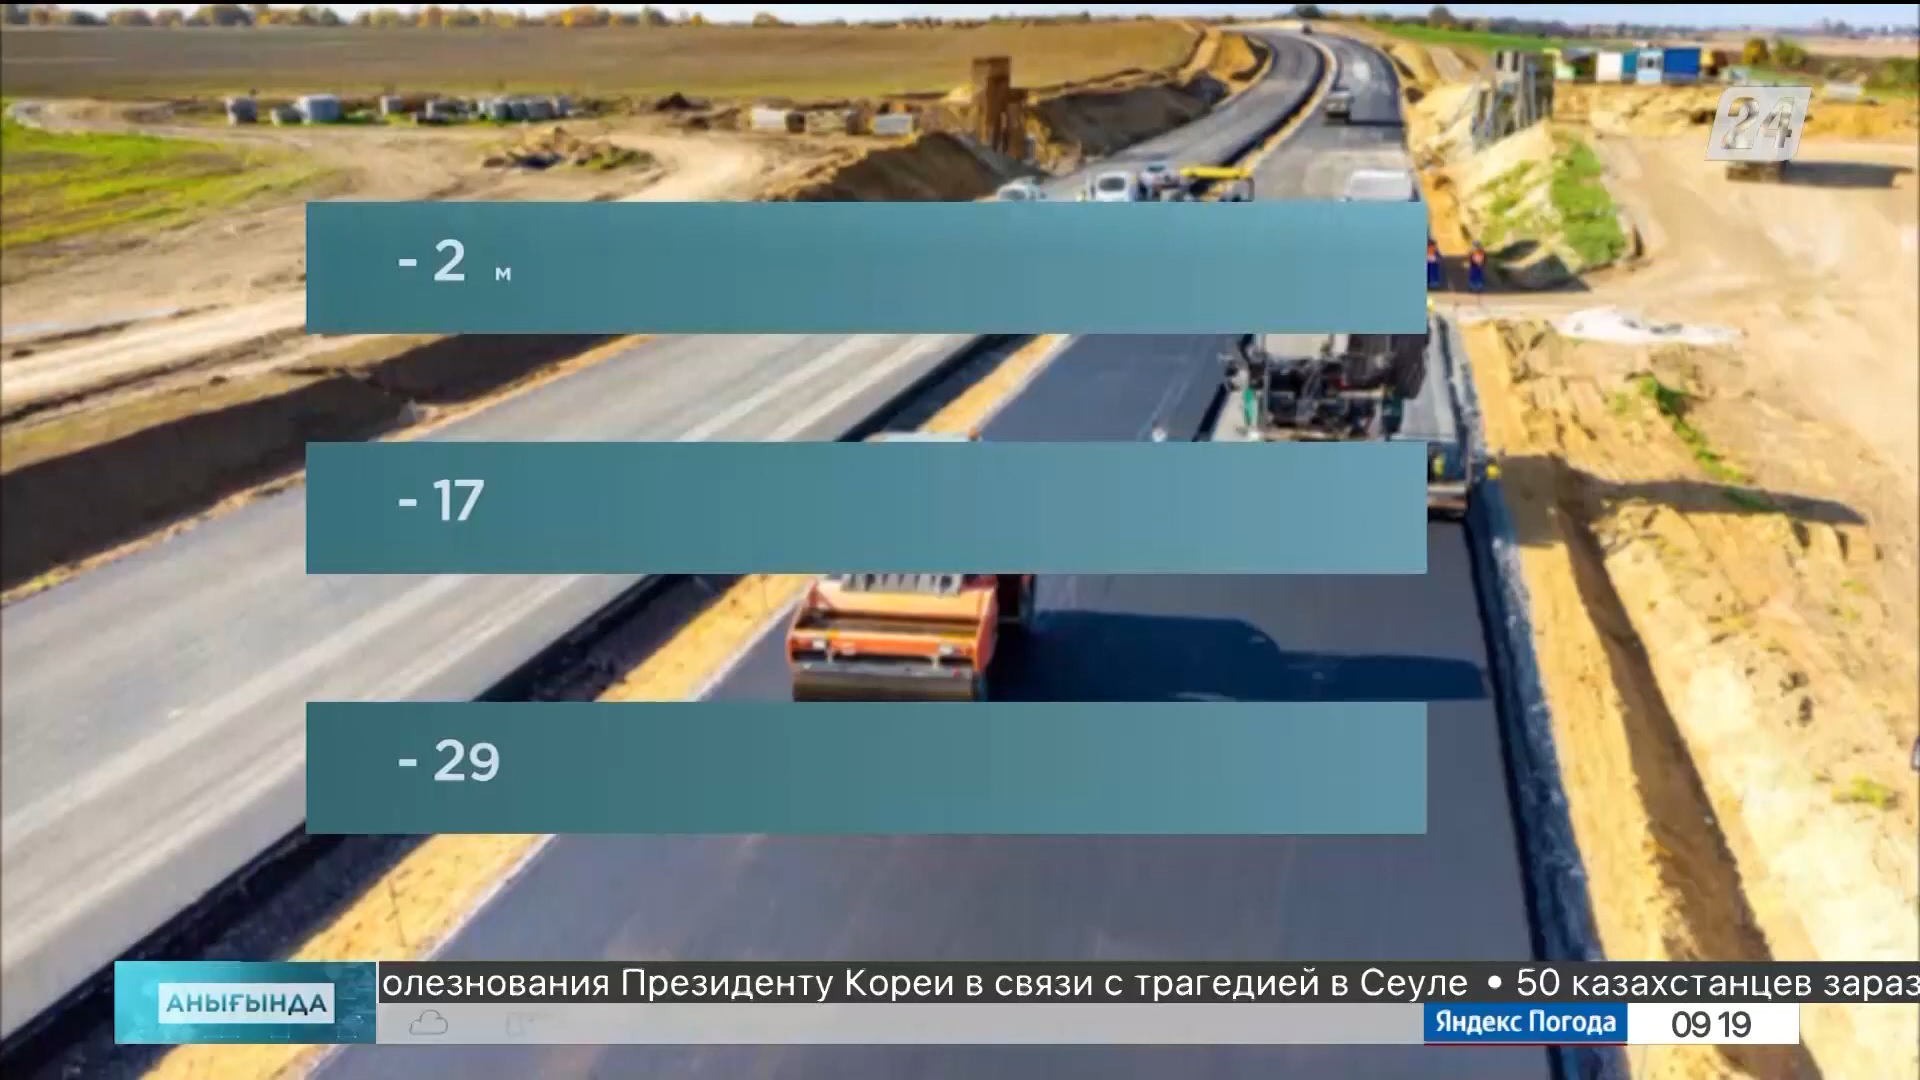 24
- 2 м
- 17
- 29
олезнования Президенту Кореи в связи с трагедией в Сеуле • 50 казахстанцев зараз
АНЫҒЫНДА
Яндекс Погода
09 19